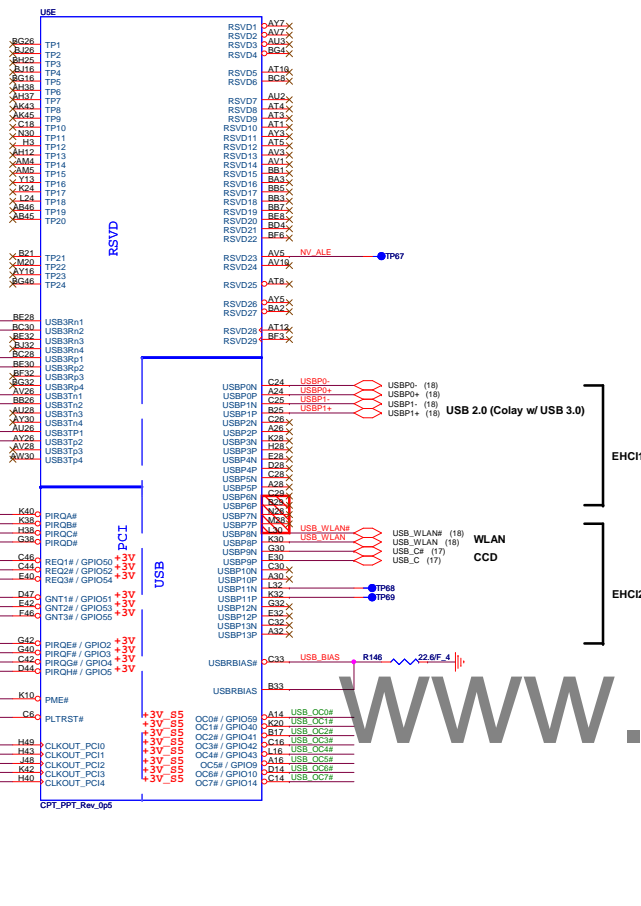 U5E
BG26 TP1
BJ26 TP2
BH25 TP3
BJ16 TP4
BG16 TP5
AH38 TP6
AH37 TP7
AK43 TP8
AK45 TP9
C18 TP10
N30 TP11
H3 TP12
AH12 TP13
AM4 TP14
AM5 TP15
Y13 TP16
K24 TP17
L24 TP18
AB46 TP19
AB45 TP20
B21 TP21
M20 TP22
AY16 TP23
BG46 TP24
RSVD
RSVD1 AY7
RSVD2 AV7
RSVD3 AU3
RSVD4 BG4
RSVD5 AT10
RSVD6 BC8
RSVD7 AU2
RSVD8 AT4
RSVD9 AT3
RSVD10 AT1
RSVD11 AY3
RSVD12 AT5
RSVD13 AV3
RSVD14 AV1
RSVD15 BB1
RSVD16 BA3
RSVD17 BB5
RSVD18 BB3
RSVD19 BB7
RSVD20 BE8
RSVD21 BD4
RSVD22 BF6
RSVD23 AV5 NV_ALE TP67
RSVD24 AV10
RSVD25 AT8
RSVD26 AY5
RSVD27 BA2
RSVD28 AT12
RSVD29 BF3
BE28 USB3Rn1
BC30 USB3Rn2
BE32 USB3Rn3
BJ32 USB3Rn4
BC28 USB3Rp1
BE30 USB3Rp2
BF32 USB3Rp3
BG32 USB3Rp4
AV26 USB3Tn1
BB26 USB3Tn2
AU28 USB3Tn3
AY30 USB3Tn4
AU26 USB3Tp1
AY26 USB3Tp2
AV28 USB3Tp3
AW30 USB3Tp4
USBP0N C24 USBP0- USBP0- (18)
USBP0P A24 USBP0+ USBP0+ (18)
USBP1N C25 USBP1- USBP1- (18)
USBP1P B25 USBP1+ USBP1+ (18)
USB 2.0 (Colay w/ USB 3.0)
USBP2N C26
USBP2P A26
USBP3N K28
USBP3P H28
USBP4N E28
USBP4P D28
USBP5N C28
USBP5P A28
USBP6N C29
USBP6P B29
USBP7N N28
USBP7P M28
EHCI1
USBP8N L30 USB_WLAN# USB_WLAN# (18)
USBP8P K30 USB_WLAN USB_WLAN (18)
WLAN
USBP9N G30 USB_C# (17)
USBP9P E30 USB_C (17)
CCD
USBP10N C30
USBP10P A30
USBP11N L32 TP68
USBP11P K32 TP69
USBP12N G32
USBP12P E32
USBP13N C32
USBP13P A32
EHCI2
PCI
USB
K40 PIRQA#
K38 PIRQB#
H38 PIRQC#
G38 PIRQD#
C46 REQ1# / GPIO50 +3V
C44 REQ2# / GPIO52 +3V
E40 REQ3# / GPIO54 +3V
D47 GNT1# / GPIO51 +3V
E42 GNT2# / GPIO53 +3V
F46 GNT3# / GPIO55 +3V
G42 PIRQE# / GPIO2 +3V
G40 PIRQF# / GPIO3 +3V
C42 PIRQG# / GPIO4 +3V
D44 PIRQH# / GPIO5 +3V
K10 PME#
C6 PLTRST#
H49 CLKOUT_PCI0
H43 CLKOUT_PCI1
J48 CLKOUT_PCI2
K42 CLKOUT_PCI3
H40 CLKOUT_PCI4
USBRBIAS# C33 USB_BIAS R146 22.6/F_4
USBRBIAS B33
+3V_S5 OC0# / GPIO59 A14 USB_OC0#
+3V_S5 OC1# / GPIO40 K20 USB_OC1#
+3V_S5 OC2# / GPIO41 B17 USB_OC2#
+3V_S5 OC3# / GPIO42 C16 USB_OC3#
+3V_S5 OC4# / GPIO43 L16 USB_OC4#
+3V_S5 OC5# / GPIO9 A16 USB_OC5#
+3V_S5 OC6# / GPIO10 D14 USB_OC6#
+3V_S5 OC7# / GPIO14 C14 USB_OC7#
CPT_PPT_Rev_0p5
www.